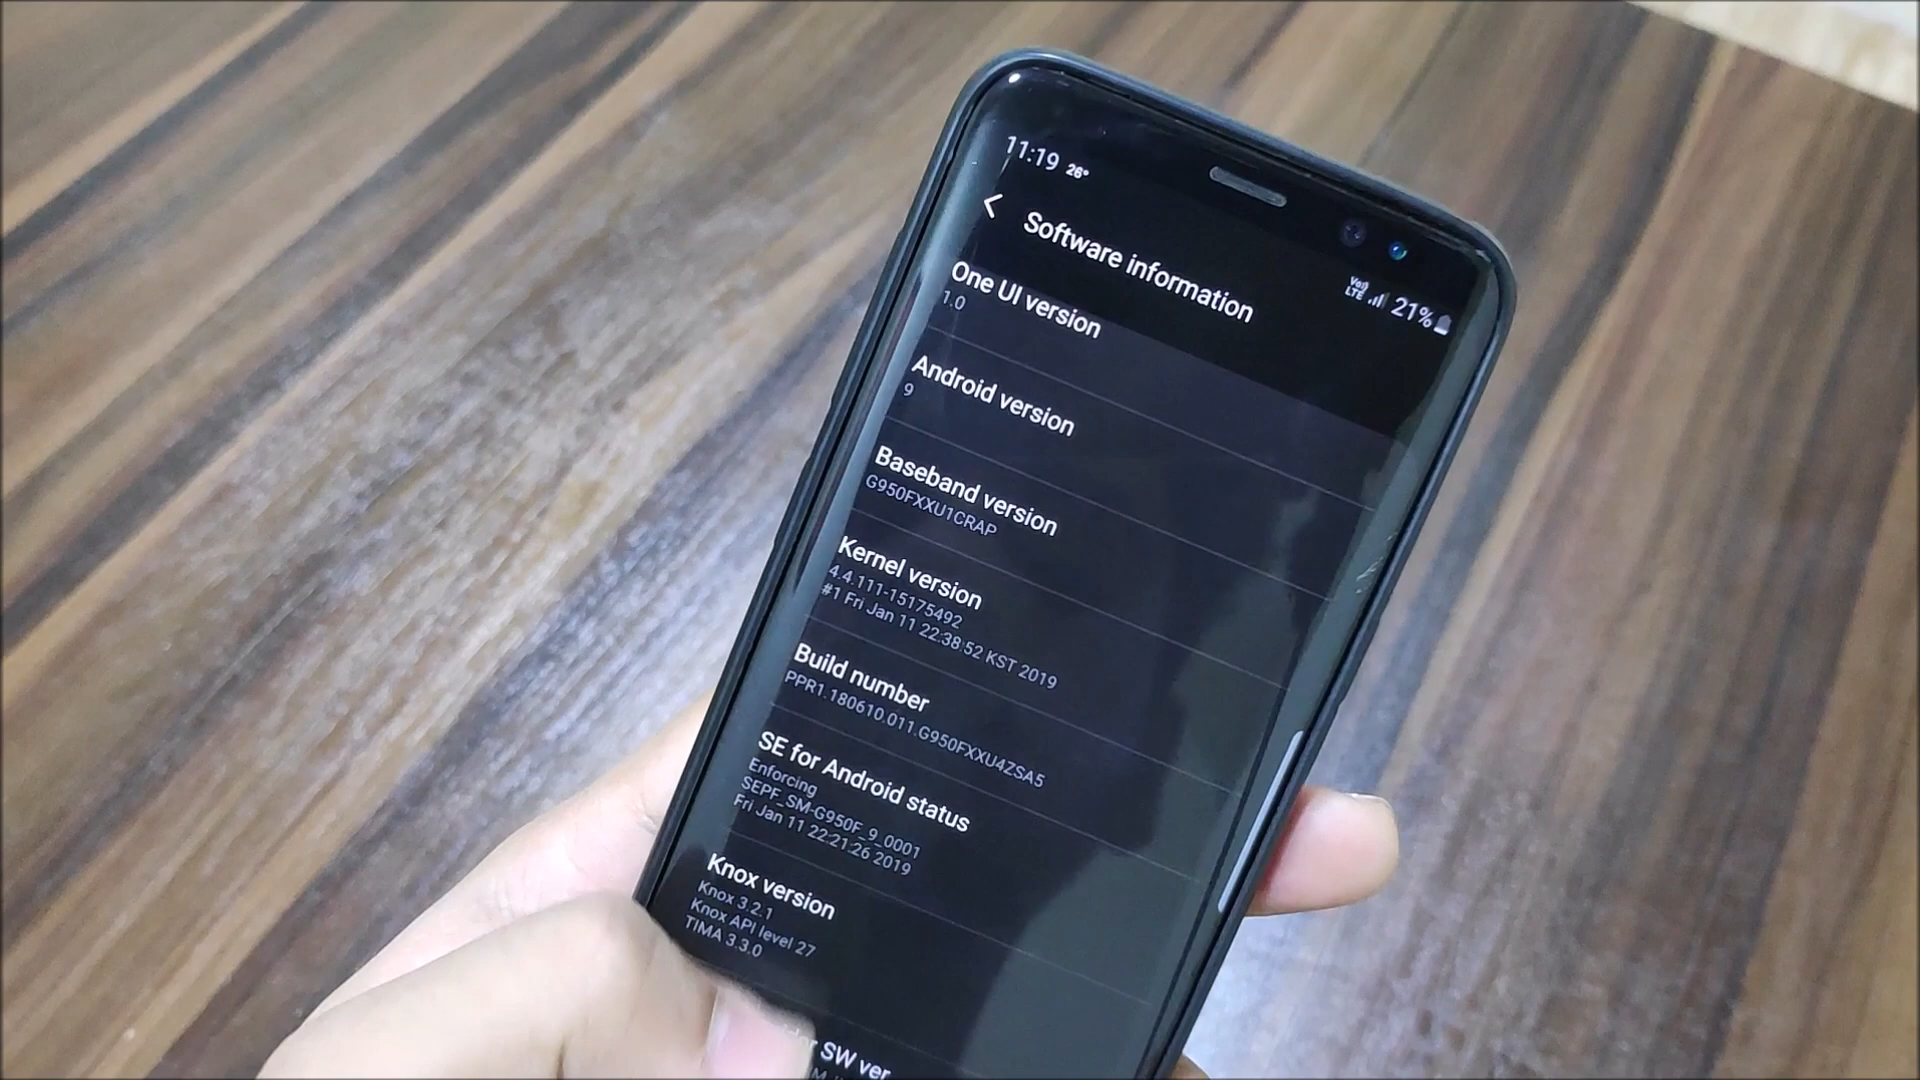 11:19 26°
Vo)) LTE 21%
Software information
One UI version
1.0
Android version
9
Baseband version
G950FXXU1CRAP
Kernel version
4.4.111-15175492
#1 Fri Jan 11 22:38:52 KST 2019
Build number
PPR1.180610.011.G950FXXU4ZSA5
SE for Android status
Enforcing
SEPF_SM-G950F_9_0001
Fri Jan 11 22:21:26 2019
Knox version
Knox 3.2.1
Knox API level 27
TIMA 3.3.0
SW ver